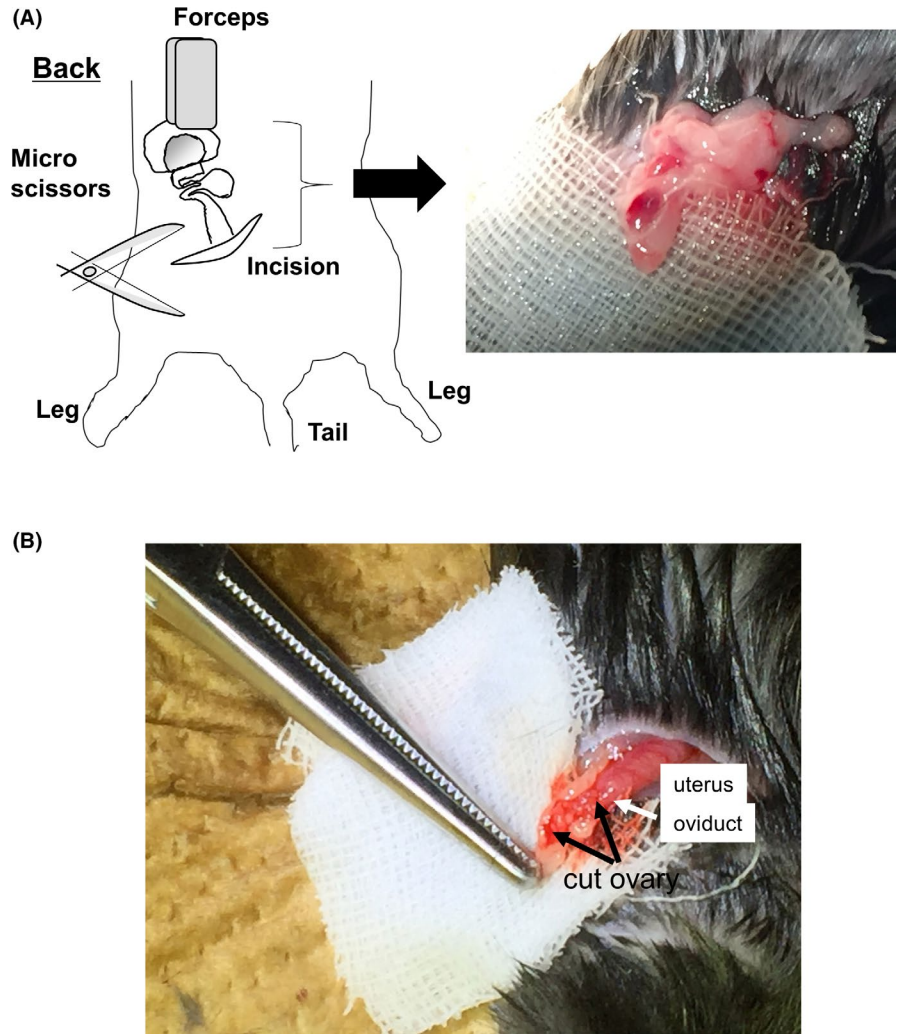 (A)
Forceps
Back
Micro
scissors
Incision
Leg
Leg
Tail
(B)
uterus
oviduct
cut ovary